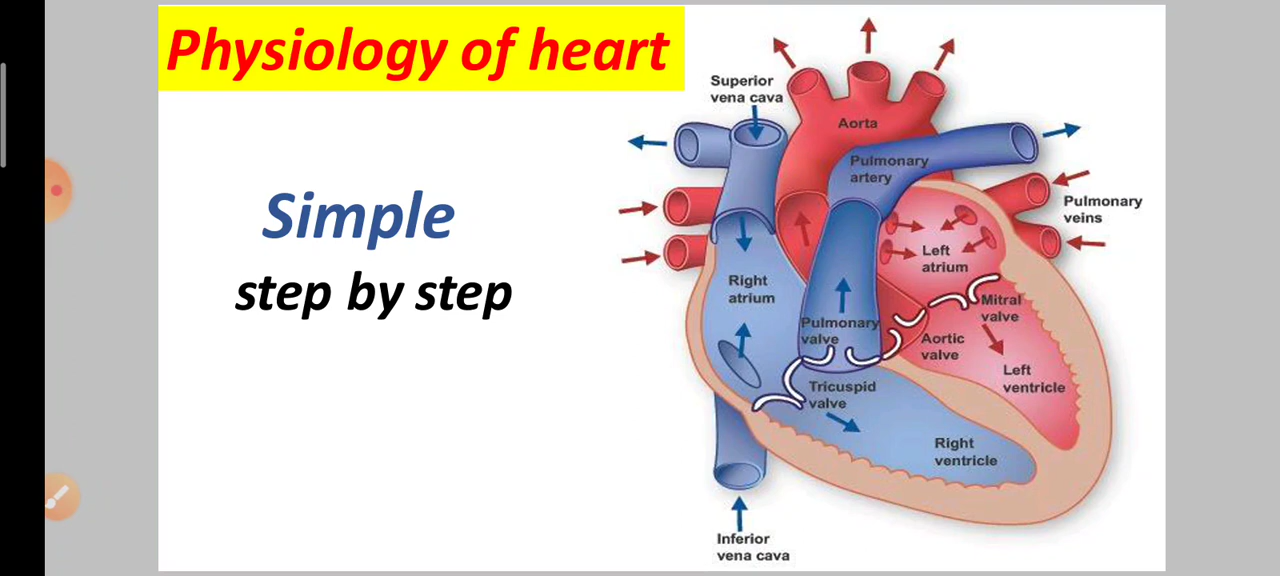 Physiology of heart
Simple
step by step
Superior
vena cava
Aorta
Pulmonary
artery
Pulmonary
veins
Left
atrium
Right
atrium
Mitral
valve
Pulmonary
valve
Aortic
valve
Left
ventricle
Tricuspid
valve
Right
ventricle
Inferior
vena cava